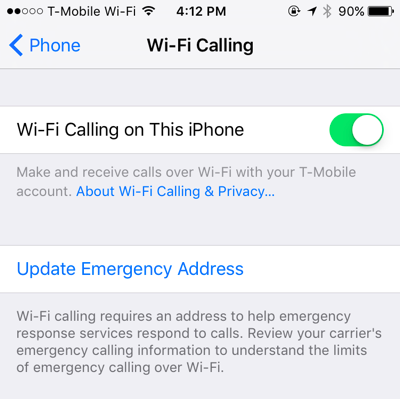 T-Mobile Wi-Fi 4:12 PM 90%
Phone Wi-Fi Calling
Wi-Fi Calling on This iPhone
Make and receive calls over Wi-Fi with your T-Mobile
account. About Wi-Fi Calling & Privacy...
Update Emergency Address
Wi-Fi calling requires an address to help emergency
response services respond to calls. Review your carrier's
emergency calling information to understand the limits
of emergency calling over Wi-Fi.